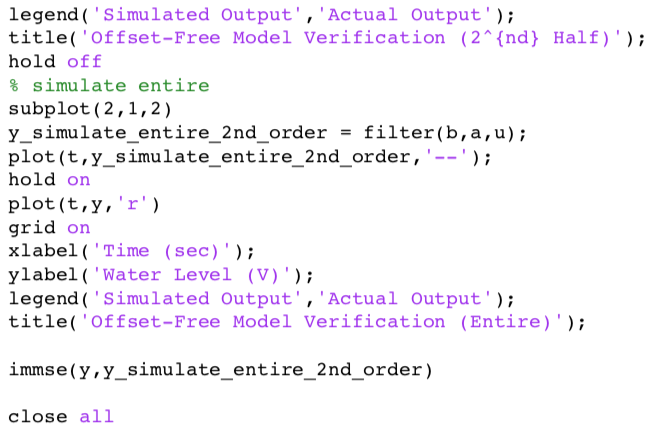 legend('Simulated Output','Actual Output');
title('Offset-Free Model Verification (2^{nd} Half)');
hold off
% simulate entire
subplot(2,1,2)
y_simulate_entire_2nd_order = filter(b,a,u);
plot(t,y_simulate_entire_2nd_order,'--');
hold on
plot(t,y,'r')
grid on
xlabel('Time (sec)');
ylabel('Water Level (V)');
legend('Simulated Output','Actual Output');
title('Offset-Free Model Verification (Entire)');
immse(y,y_simulate_entire_2nd_order)
close all